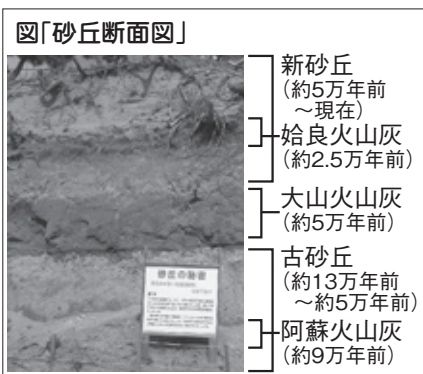 図「砂丘断面図」
新砂丘
(約5万年前
～現在)
姶良火山灰
(約2.5万年前)
大山火山灰
(約5万年前)
砂丘の秘密
古砂丘
(約13万年前
～約5万年前)
阿蘇火山灰
(約9万年前)